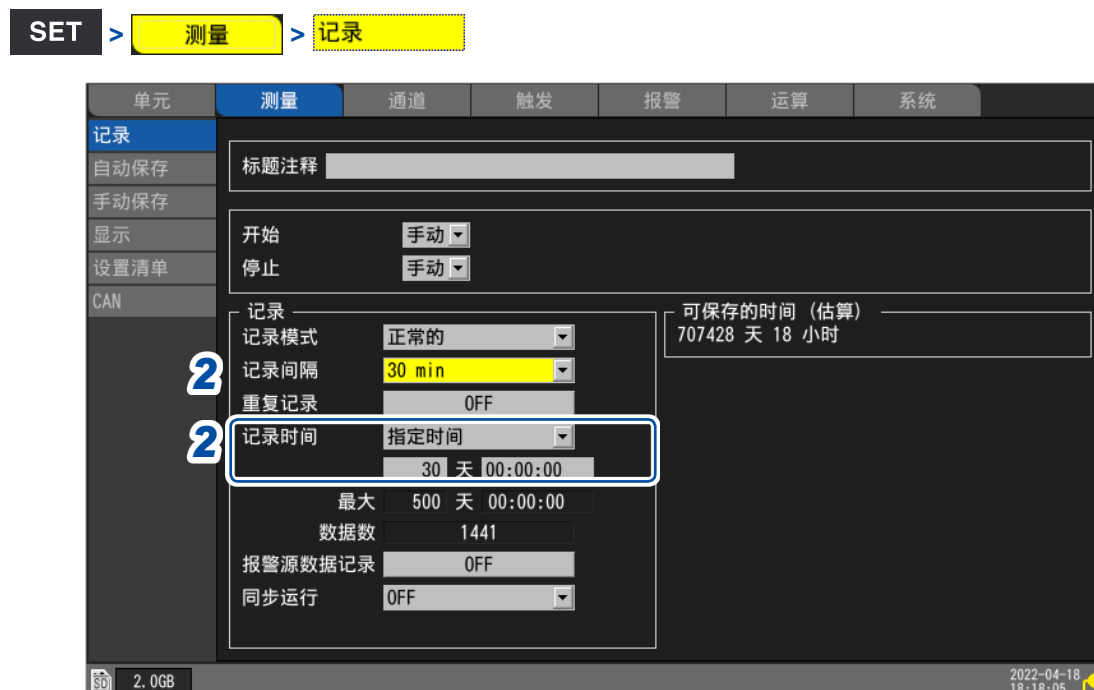 SET > 测量 > 记录
单元 测量 通道 触发 报警 运算 系统
记录
自动保存
手动保存
显示
设置清单
CAN
标题注释
开始 手动
停止 手动
记录
记录模式 正常的
2 记录间隔 30 min
重复记录 OFF
2 记录时间 指定时间
30 天 00:00:00
最大 500 天 00:00:00
数据数 1441
报警源数据记录 OFF
同步运行 OFF
可保存的时间 (估算)
707428 天 18 小时
SD 2.0GB
2022-04-18
18:18:05